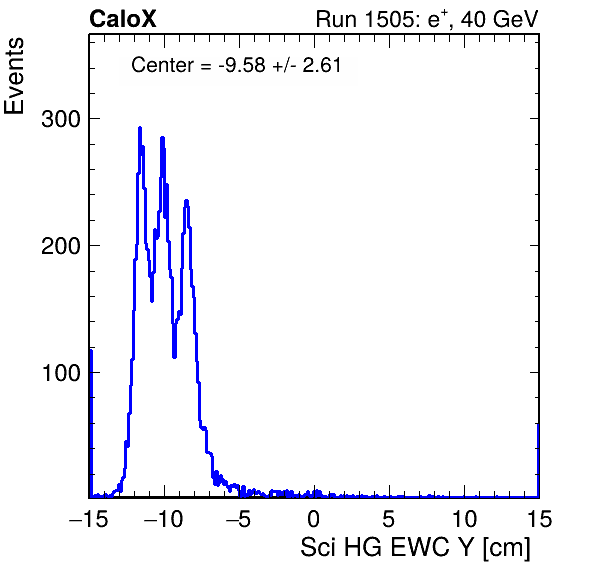 CaloX Run 1505: e⁺, 40 GeV
Center = -9.58 +/- 2.61
Events
300
200
100
−15 −10 −5 0 5 10 15
Sci HG EWC Y [cm]